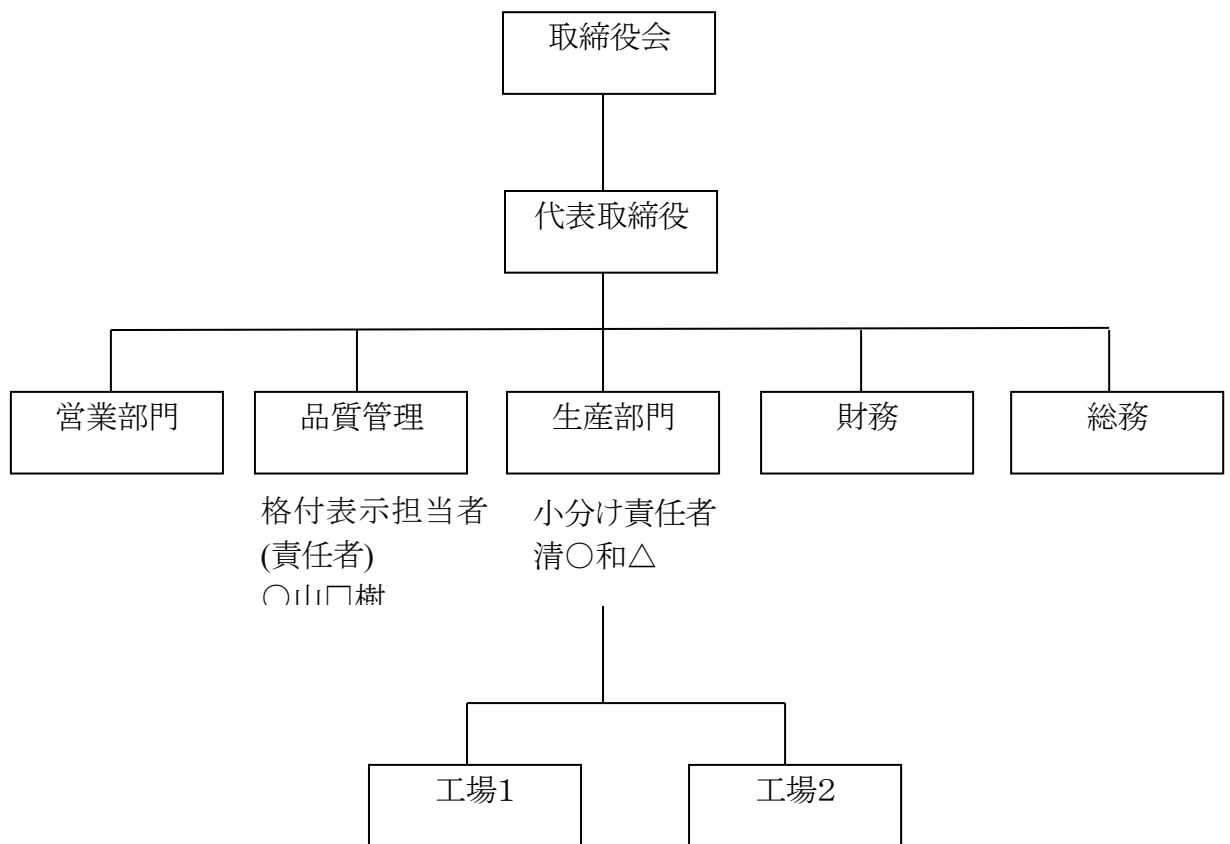 取締役会
代表取締役
営業部門
品質管理
生産部門
財務
総務
格付表示担当者
(責任者)
○山□樹
小分け責任者
清○和△
工場1
工場2